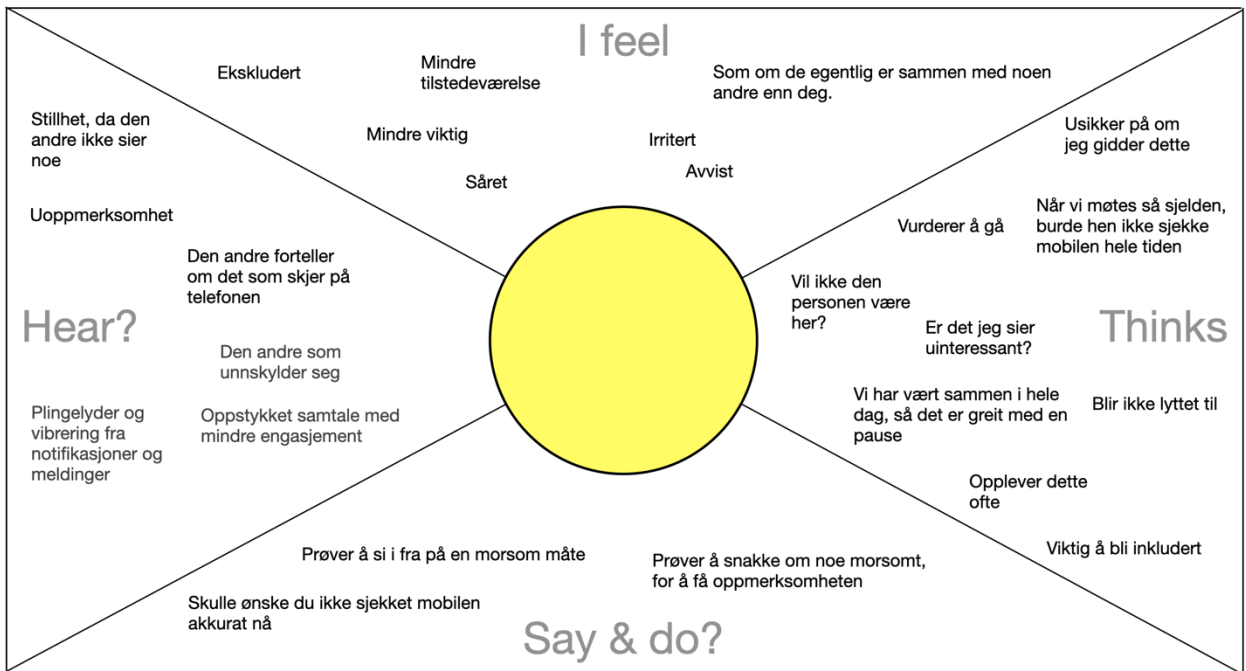 I feel
Ekskludert
Mindre
tilstedeværelse
Som om de egentlig er sammen med noen
andre enn deg.
Mindre viktig
Irritert
Såret
Avvist
Stillhet, da den
andre ikke sier
noe
Uoppmerksomhet
Den andre forteller
om det som skjer på
telefonen
Hear?
Den andre som
unnskylder seg
Plingelyder og
vibrering fra
notifikasjoner og
meldinger
Oppstykket samtale med
mindre engasjement
Usikker på om
jeg gidder dette
Vurderer å gå
Når vi møtes så sjelden,
burde hen ikke sjekke
mobilen hele tiden
Vil ikke den
personen være
her?
Er det jeg sier
uinteressant?
Thinks
Vi har vært sammen i hele
dag, så det er greit med en
pause
Blir ikke lyttet til
Opplever dette
ofte
Viktig å bli inkludert
Prøver å si i fra på en morsom måte
Prøver å snakke om noe morsomt,
for å få oppmerksomheten
Skulle ønske du ikke sjekket mobilen
akkurat nå
Say & do?